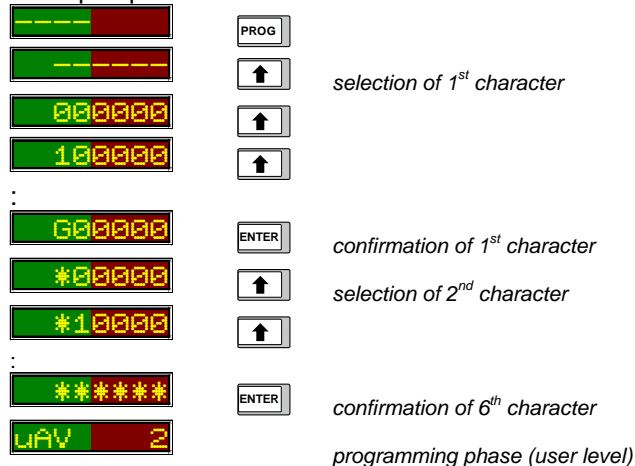 ---- PROG
------ selection of 1st character
000000
100000
:
G00000 ENTER confirmation of 1st character
*00000 selection of 2nd character
*10000
:
****** ENTER confirmation of 6th character
uAV 2 programming phase (user level)